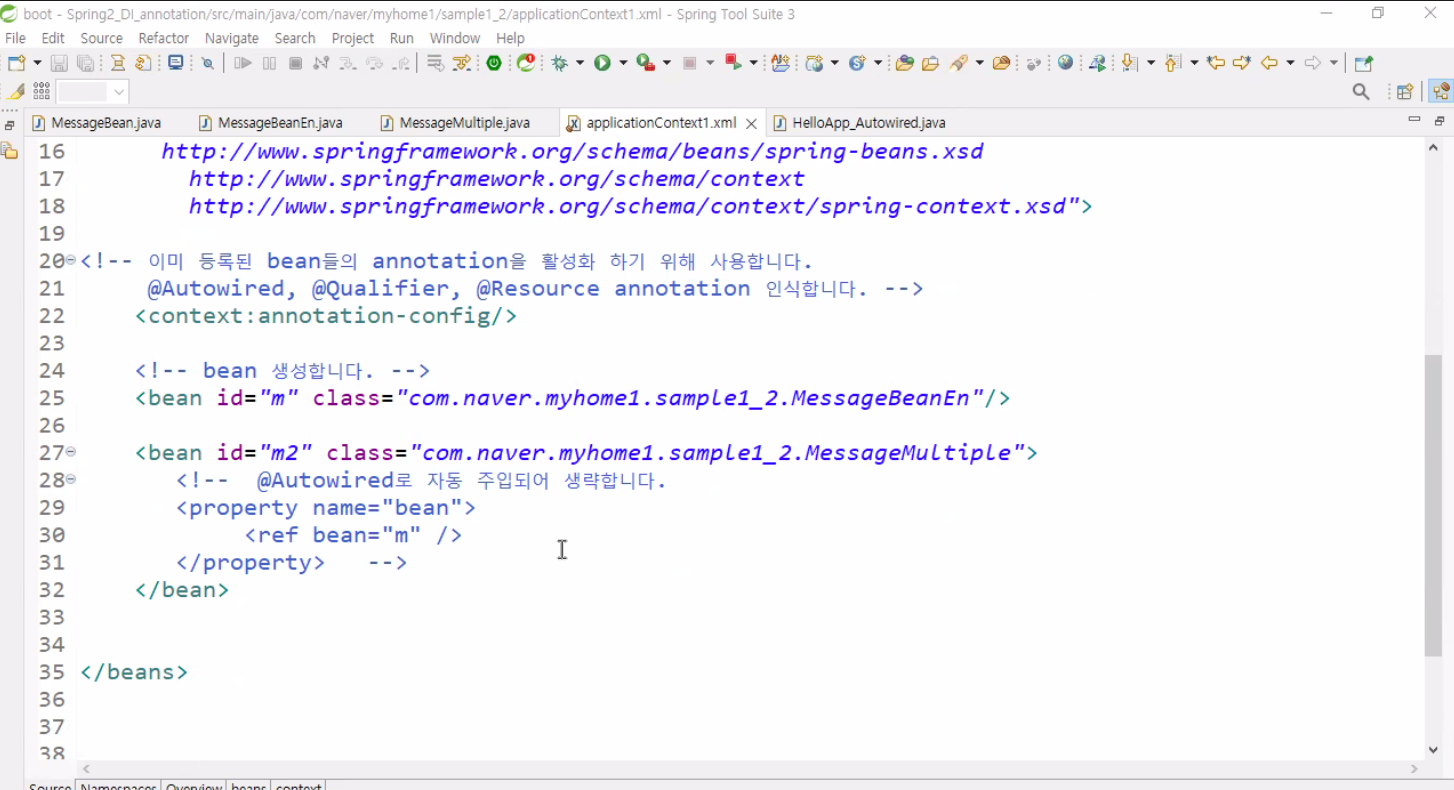 boot - Spring2_DI_annotation/src/main/java/com/naver/myhome1/sample1_2/applicationContext1.xml - Spring Tool Suite 3
File Edit Source Refactor Navigate Search Project Run Window Help
MessageBean.java MessageBeanEn.java MessageMultiple.java applicationContext1.xml HelloApp_Autowired.java
16 http://www.springframework.org/schema/beans/spring-beans.xsd
17 http://www.springframework.org/schema/context
18 http://www.springframework.org/schema/context/spring-context.xsd">
19
20 <!-- 이미 등록된 bean들의 annotation을 활성화 하기 위해 사용합니다.
21 @Autowired, @Qualifier, @Resource annotation 인식합니다. -->
22 <context:annotation-config/>
23
24 <!-- bean 생성합니다. -->
25 <bean id="m" class="com.naver.myhome1.sample1_2.MessageBeanEn"/>
26
27 <bean id="m2" class="com.naver.myhome1.sample1_2.MessageMultiple">
28 <!-- @Autowired로 자동 주입되어 생략합니다.
29 <property name="bean">
30 <ref bean="m" />
31 </property> -->
32 </bean>
33
34
35 </beans>
36
37
38
Source Namespaces Overview beans context